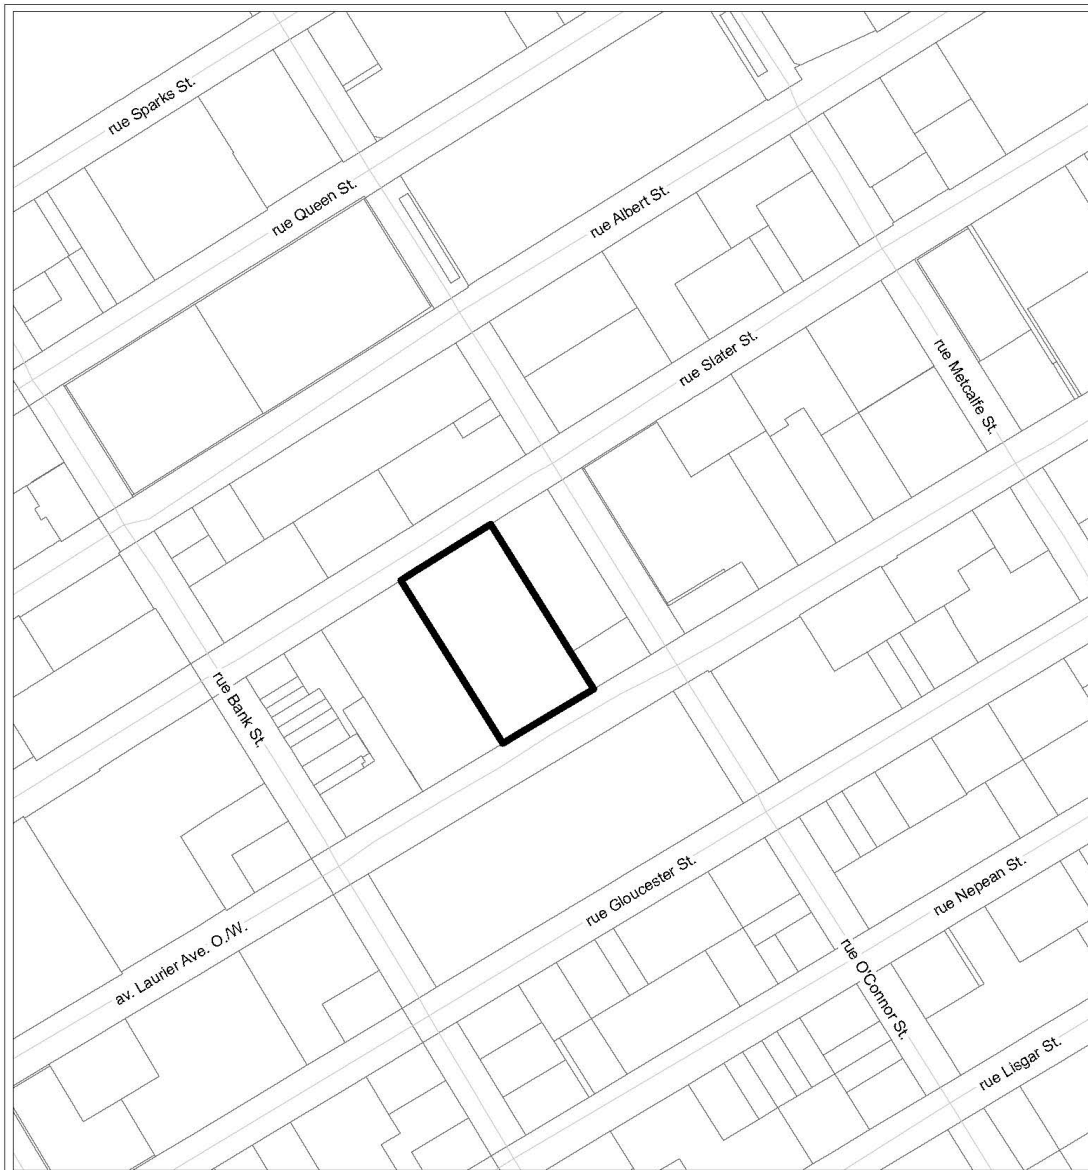 rue Sparks St.
rue Queen St.
rue Albert St.
rue Slater St.
rue Metcalfe St.
rue Bank St.
rue Gloucester St.
rue Nepean St.
av. Laurier Ave. O./W.
rue O'Connor St.
rue Lisgar St.